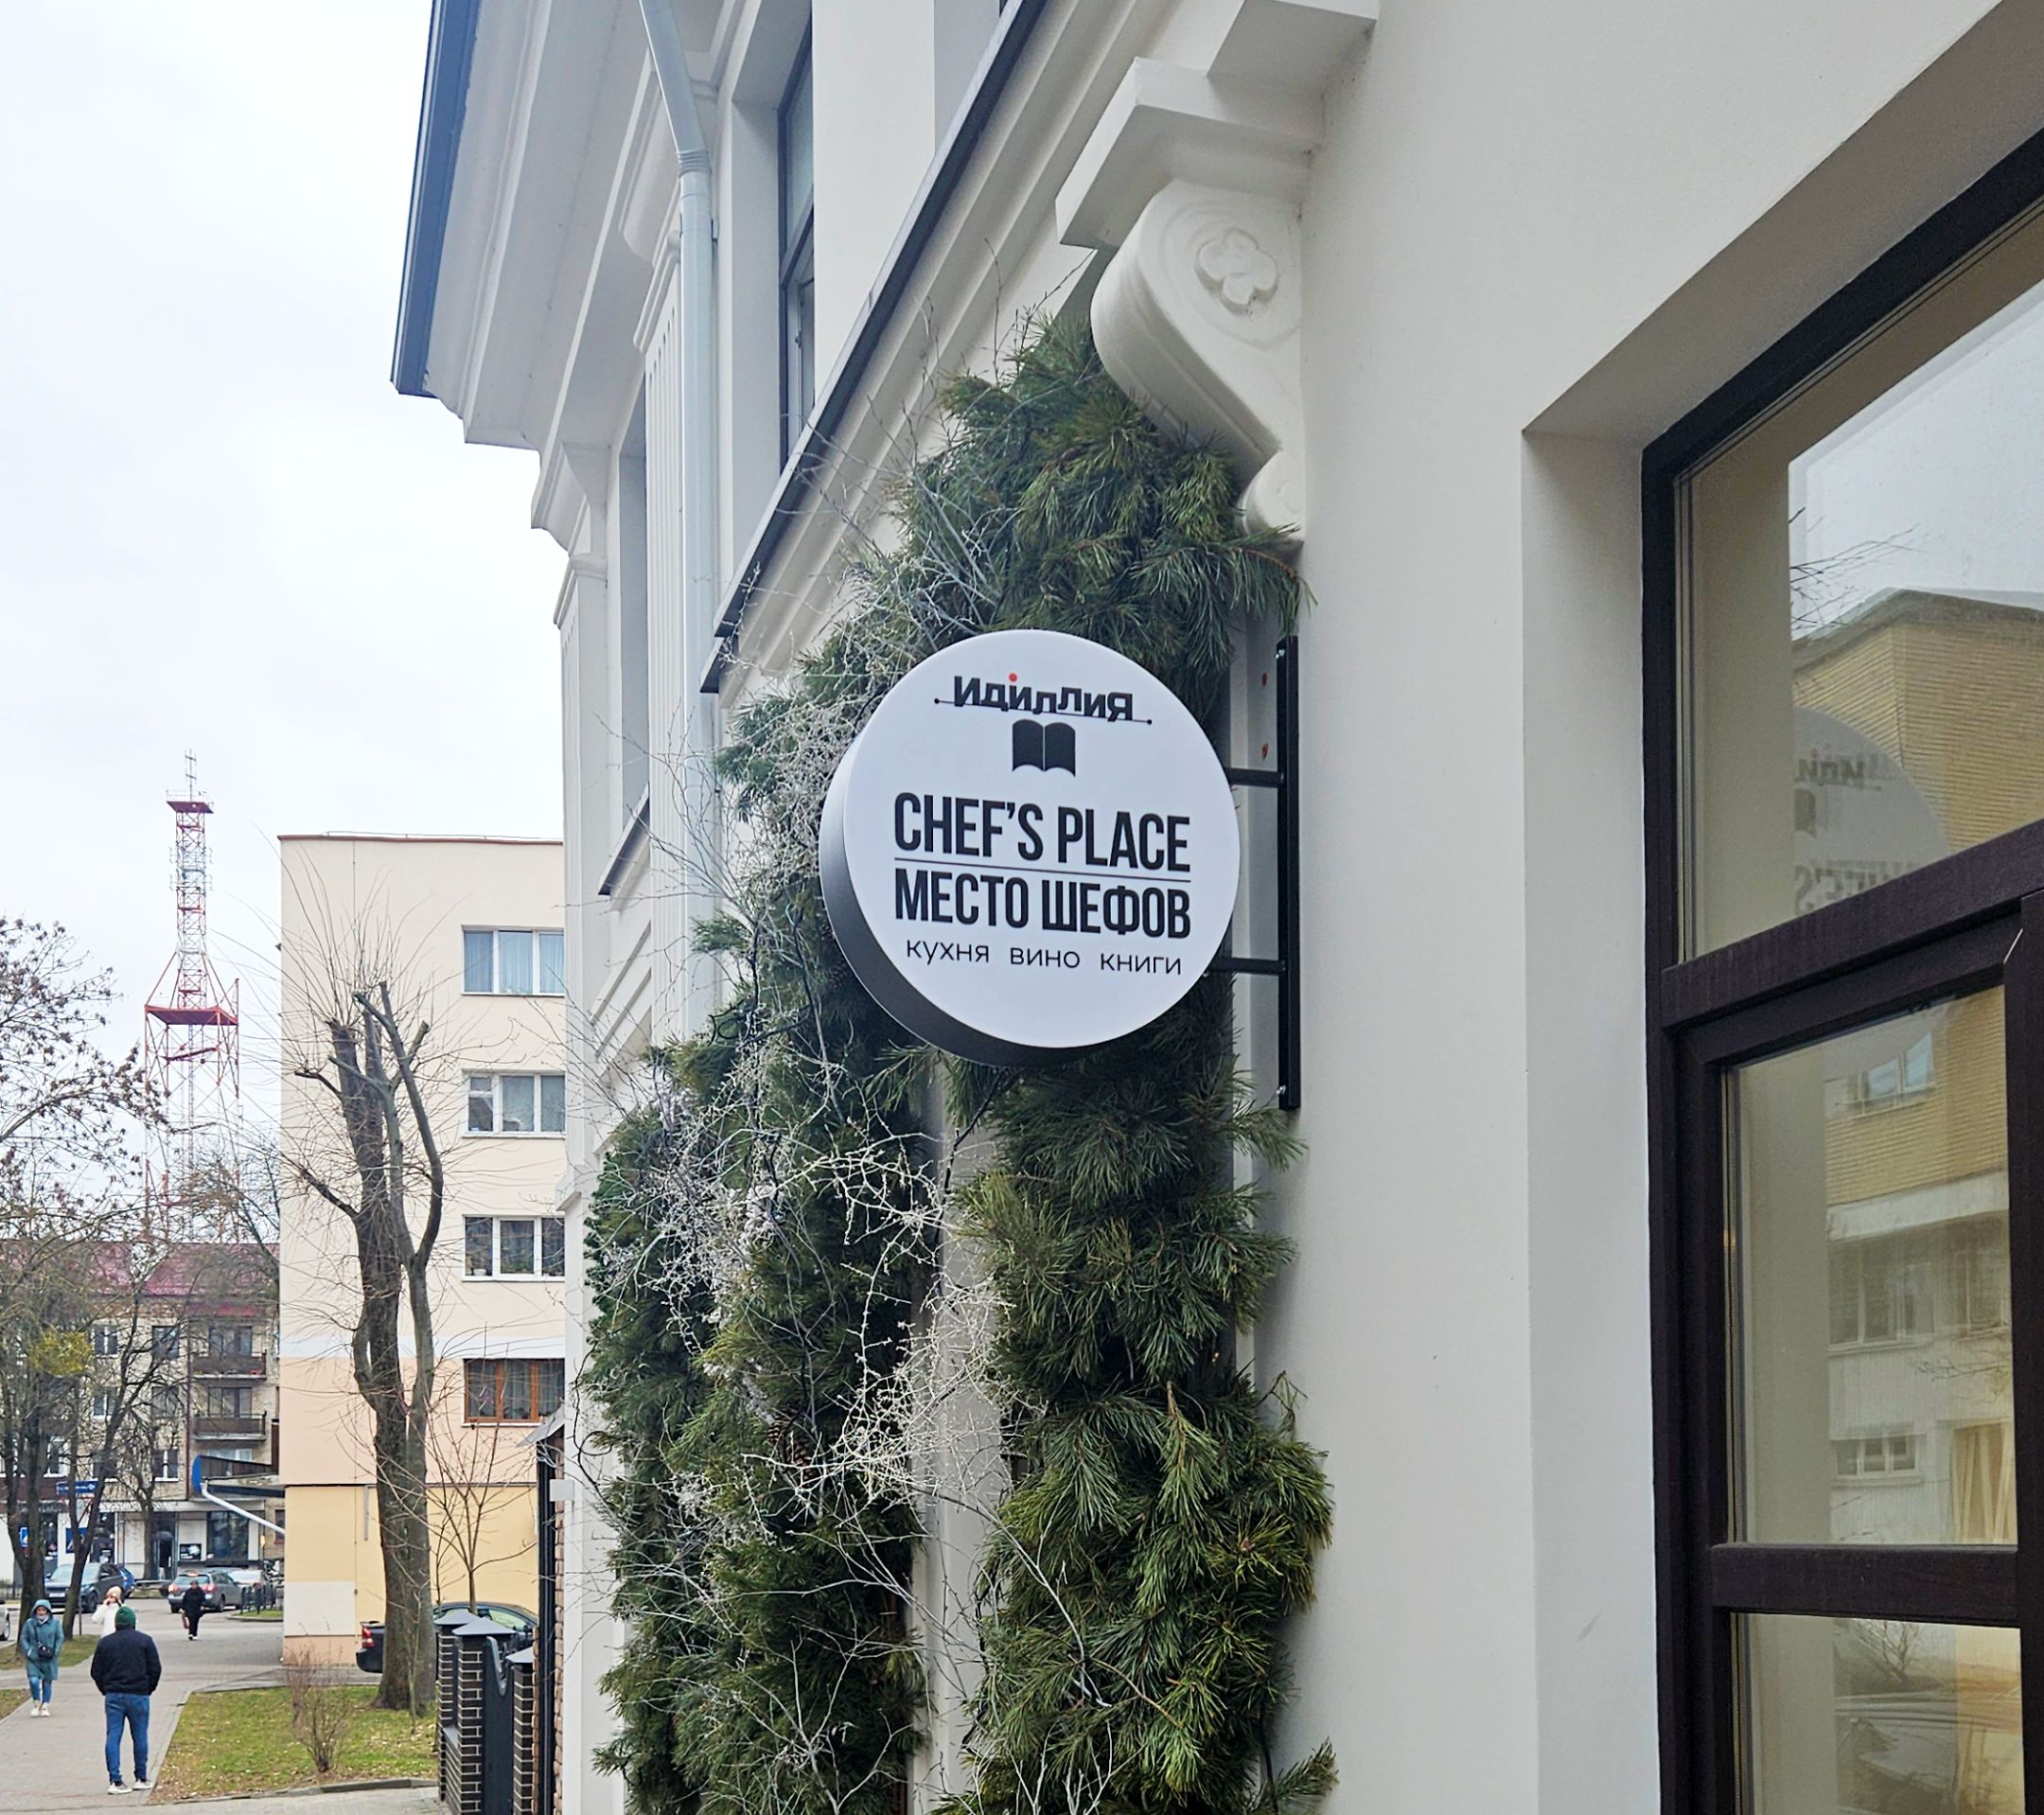 идиллия
CHEF'S PLACE
МЕСТО ШЕФОВ
кухня вино книги